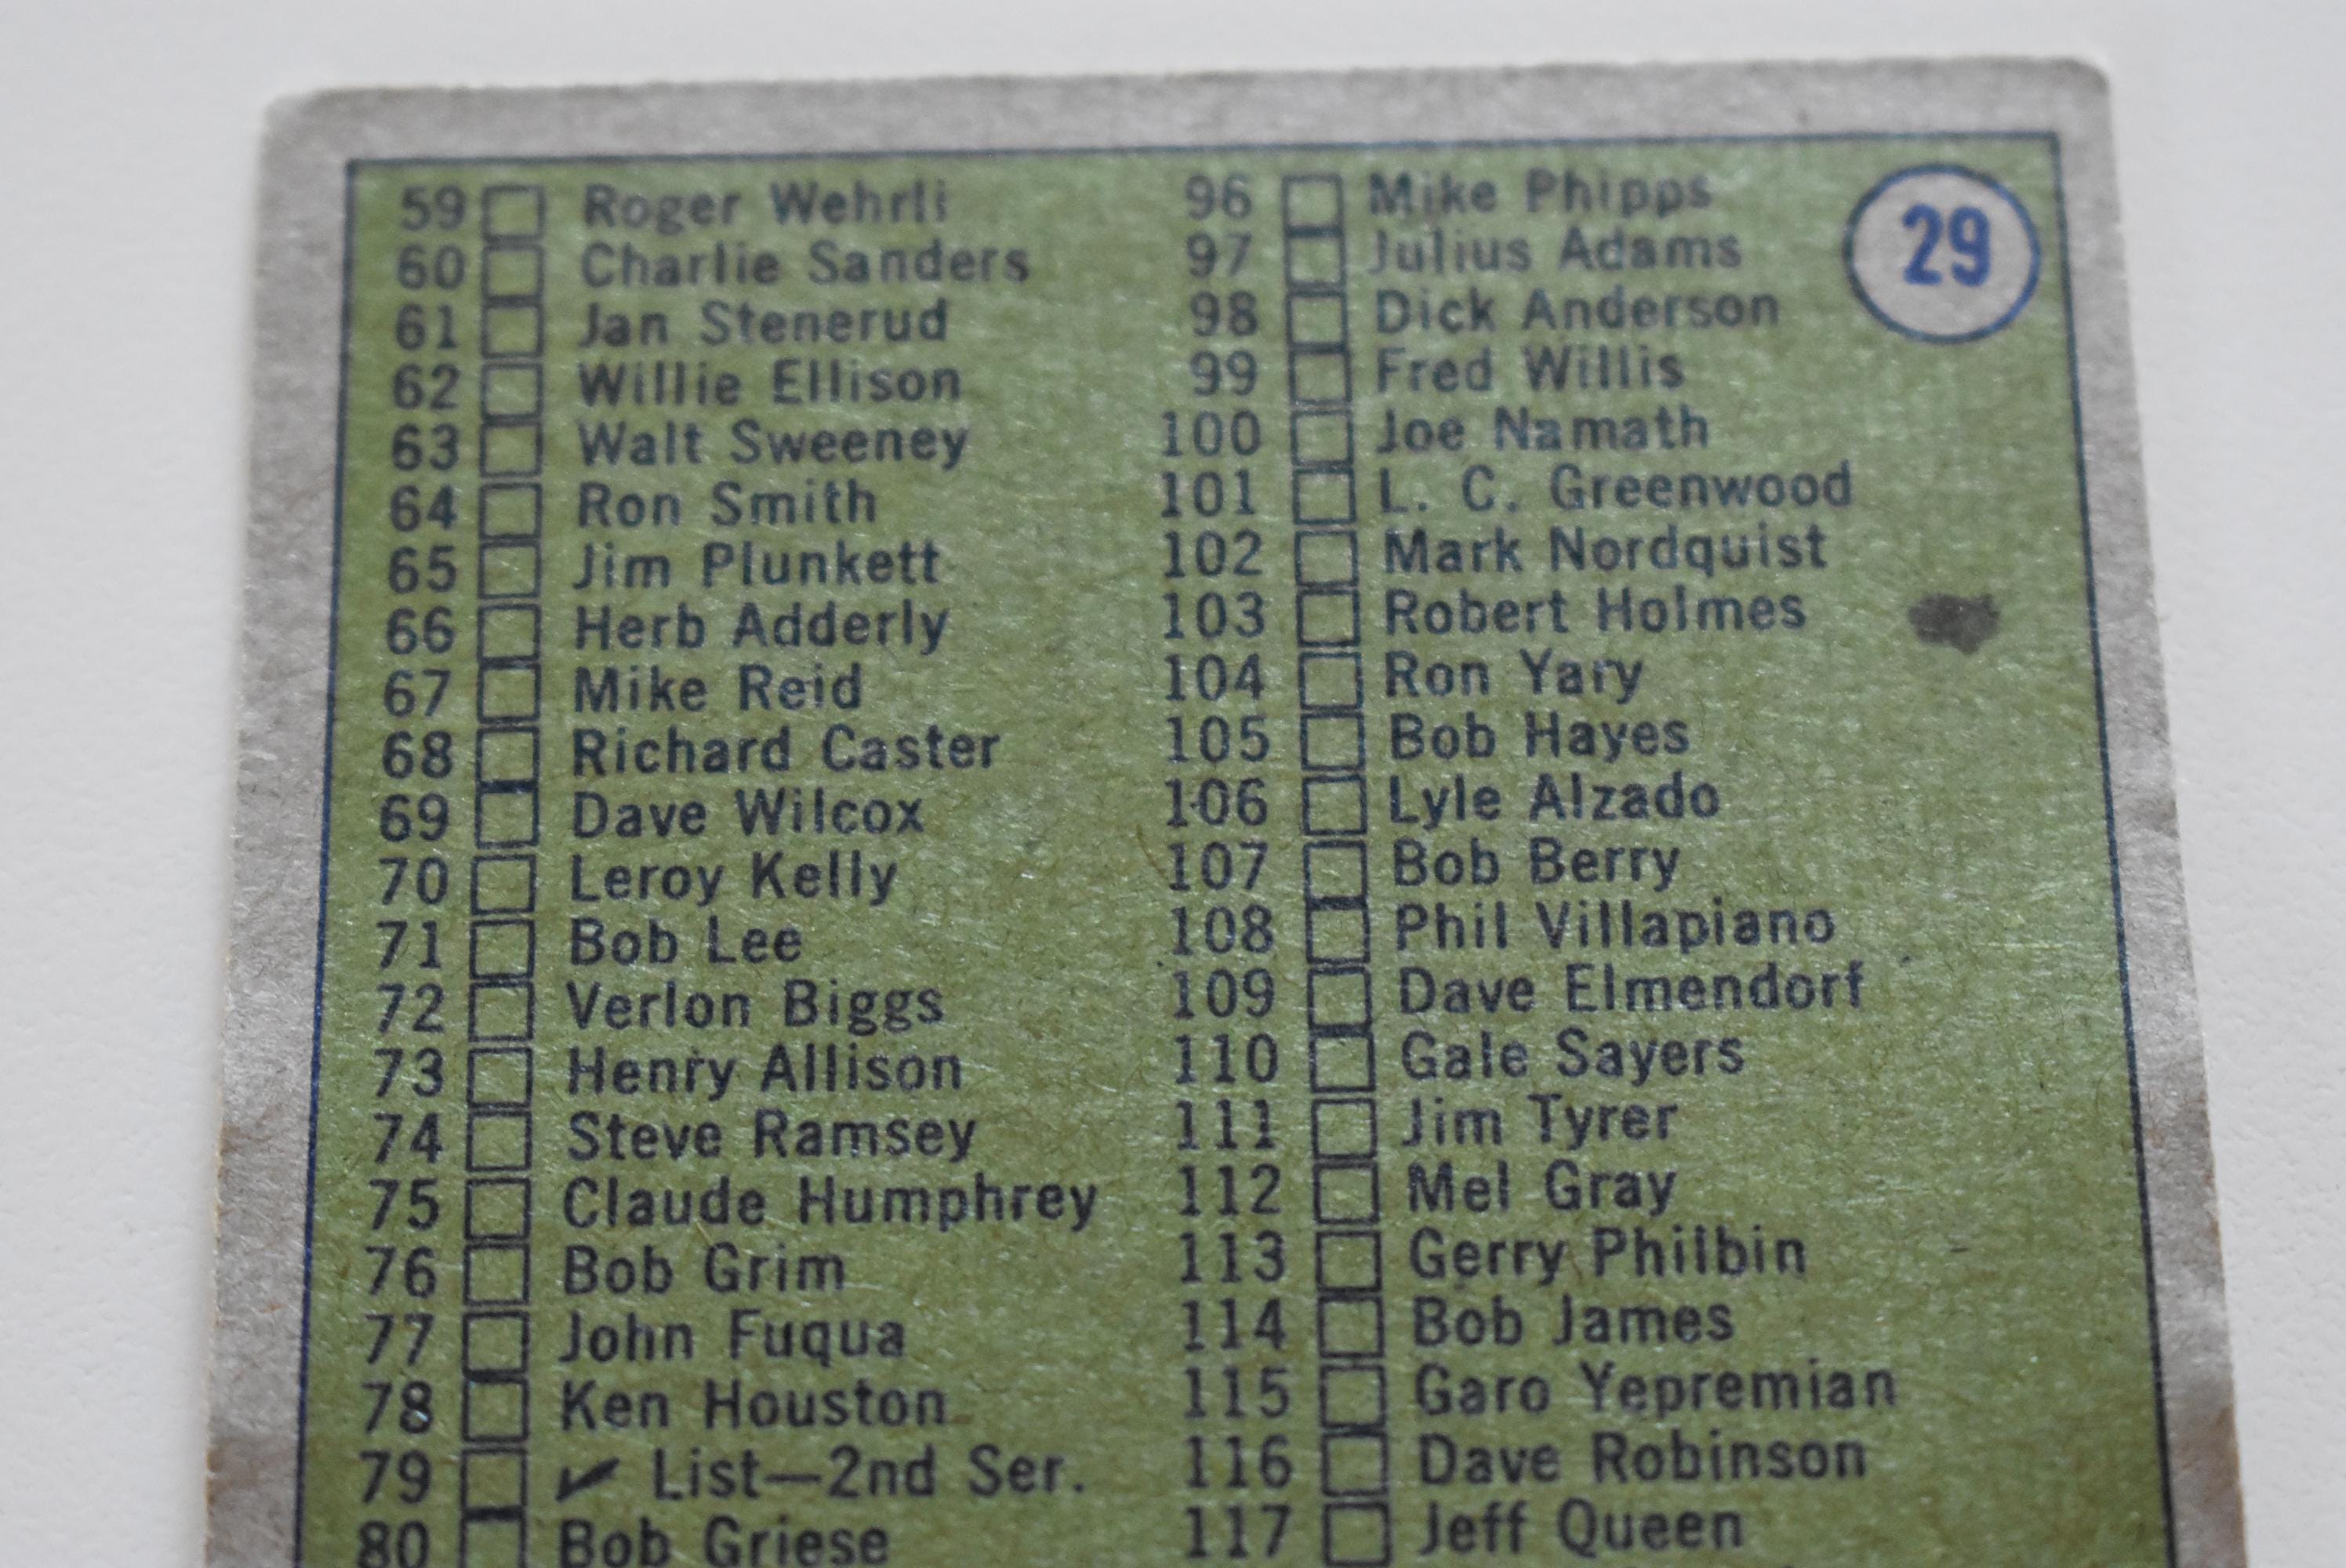 59 Roger Wehrli
60 Charlie Sanders
61 Jan Stenerud
62 Willie Ellison
63 Walt Sweeney
64 Ron Smith
65 Jim Plunkett
66 Herb Adderly
67 Mike Reid
68 Richard Caster
69 Dave Wilcox
70 Leroy Kelly
71 Bob Lee
72 Verlon Biggs
73 Henry Allison
74 Steve Ramsey
75 Claude Humphrey
76 Bob Grim
77 John Fuqua
78 Ken Houston
79 ✓ List—2nd Ser.
80 Bob Griese
96 Mike Phipps
97 Julius Adams
98 Dick Anderson
99 Fred Willis
100 Joe Namath
101 L. C. Greenwood
102 Mark Nordquist
103 Robert Holmes
104 Ron Yary
105 Bob Hayes
106 Lyle Alzado
107 Bob Berry
108 Phil Villapiano
109 Dave Elmendorf
110 Gale Sayers
111 Jim Tyrer
112 Mel Gray
113 Gerry Philbin
114 Bob James
115 Garo Yepremian
116 Dave Robinson
117 Jeff Queen
29